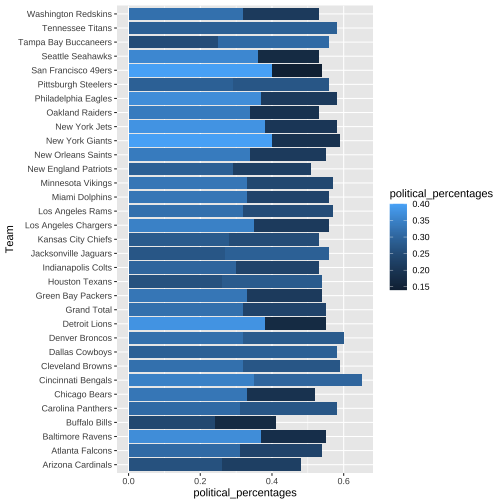 Washington Redskins
Tennessee Titans
Tampa Bay Buccaneers
Seattle Seahawks
San Francisco 49ers
Pittsburgh Steelers
Philadelphia Eagles
Oakland Raiders
New York Jets
New York Giants
New Orleans Saints
New England Patriots
Minnesota Vikings
Miami Dolphins
Los Angeles Rams
Los Angeles Chargers
Kansas City Chiefs
Jacksonville Jaguars
Indianapolis Colts
Houston Texans
Green Bay Packers
Grand Total
Detroit Lions
Denver Broncos
Dallas Cowboys
Cleveland Browns
Cincinnati Bengals
Chicago Bears
Carolina Panthers
Buffalo Bills
Baltimore Ravens
Atlanta Falcons
Arizona Cardinals
Team
0.0 0.2 0.4 0.6
political_percentages
political_percentages
0.40
0.35
0.30
0.25
0.20
0.15